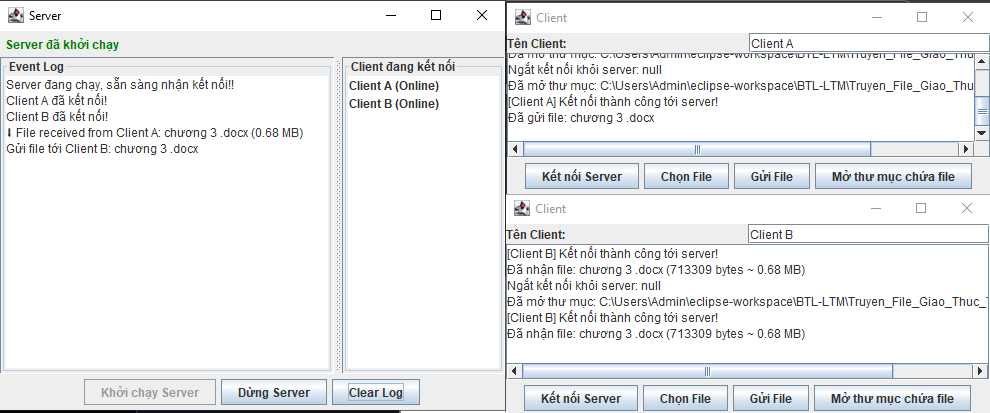 Server
Server đã khởi chạy
Event Log
Server đang chạy, sẵn sàng nhận kết nối!!
Client A đã kết nối!
Client B đã kết nối!
⬇ File received from Client A: chương 3 .docx (0.68 MB)
Gửi file tới Client B: chương 3 .docx
Client đang kết nối
Client A (Online)
Client B (Online)
Khởi chạy Server
Dừng Server
Clear Log
Client
Tên Client:
Client A
Đã mở thư mục: C:\Users\Admin\eclipse-workspace\BTL-LTM\Truyen_File_Giao_Thuc_
Ngắt kết nối khỏi server: null
Đã mở thư mục: C:\Users\Admin\eclipse-workspace\BTL-LTM\Truyen_File_Giao_Thu
[Client A] Kết nối thành công tới server!
Đã gửi file: chương 3 .docx
Kết nối Server
Chọn File
Gửi File
Mở thư mục chứa file
Client
Tên Client:
Client B
[Client B] Kết nối thành công tới server!
Đã nhận file: chương 3 .docx (713309 bytes ~ 0.68 MB)
Ngắt kết nối khỏi server: null
Đã mở thư mục: C:\Users\Admin\eclipse-workspace\BTL-LTM\Truyen_File_Giao_Thuc_T
[Client B] Kết nối thành công tới server!
Đã nhận file: chương 3 .docx (713309 bytes ~ 0.68 MB)
Kết nối Server
Chọn File
Gửi File
Mở thư mục chứa file